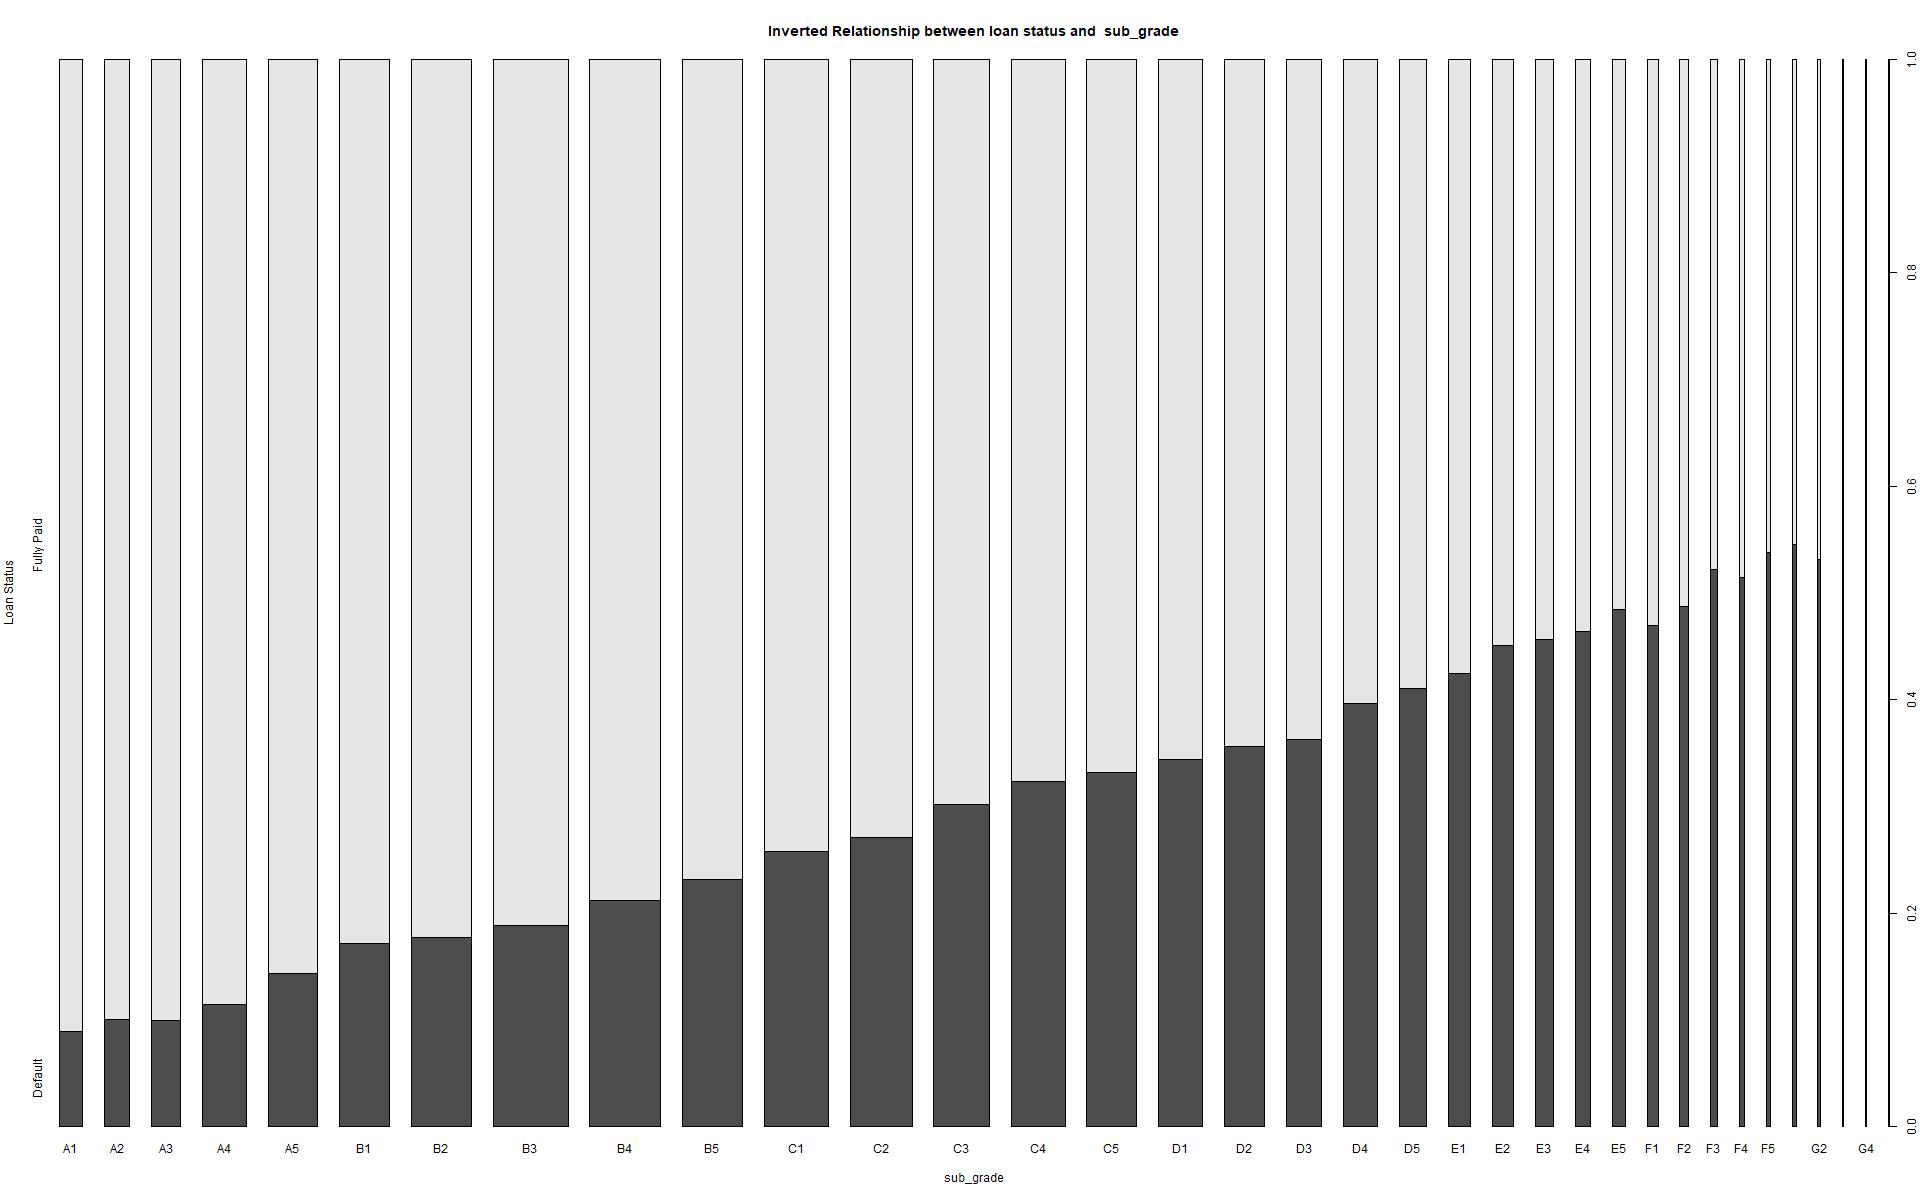 Inverted Relationship between loan status and  sub_grade
Loan Status
Fully Paid
Default
1.0
0.8
0.6
0.4
0.2
0.0
A1 A2 A3 A4 A5 B1 B2 B3 B4 B5 C1 C2 C3 C4 C5 D1 D2 D3 D4 D5 E1 E2 E3 E4 E5 F1 F2 F3 F4 F5 G2 G4
sub_grade